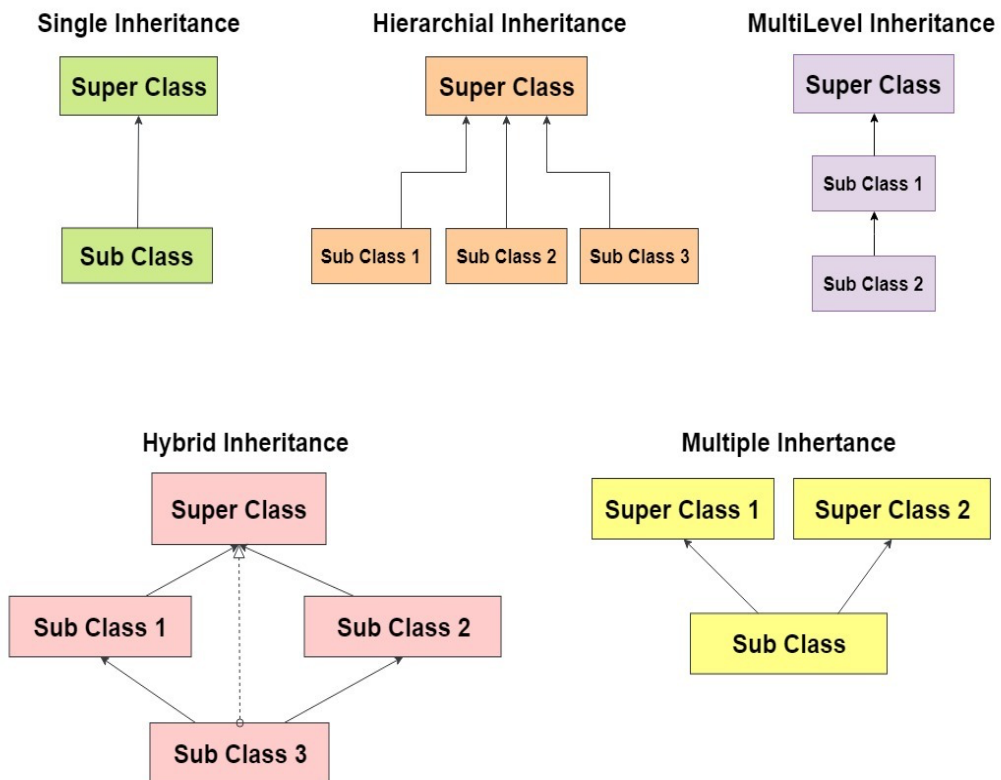 Single Inheritance
Hierarchial Inheritance
MultiLevel Inheritance
Super Class
Super Class
Super Class
Sub Class 1
Sub Class
Sub Class 1
Sub Class 2
Sub Class 3
Sub Class 2
Hybrid Inheritance
Multiple Inhertance
Super Class
Super Class 1
Super Class 2
Sub Class 1
Sub Class 2
Sub Class
Sub Class 3